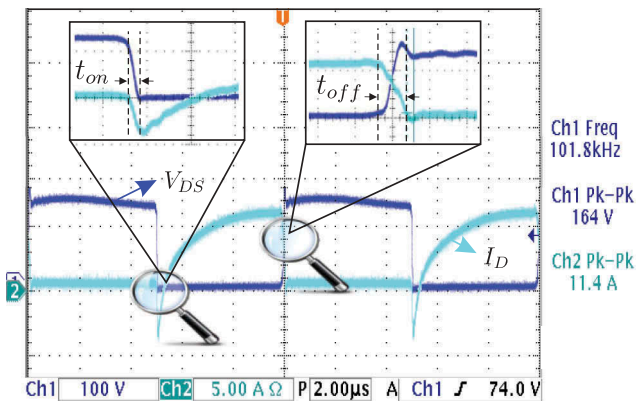 T
t_on
t_off
V_DS
I_D
Ch1 Freq
101.8kHz
Ch1 Pk-Pk
164 V
Ch2 Pk-Pk
11.4 A
2
Ch1 100 V Ch2 5.00 A Ω P 2.00µs A Ch1 ƒ 74.0 V